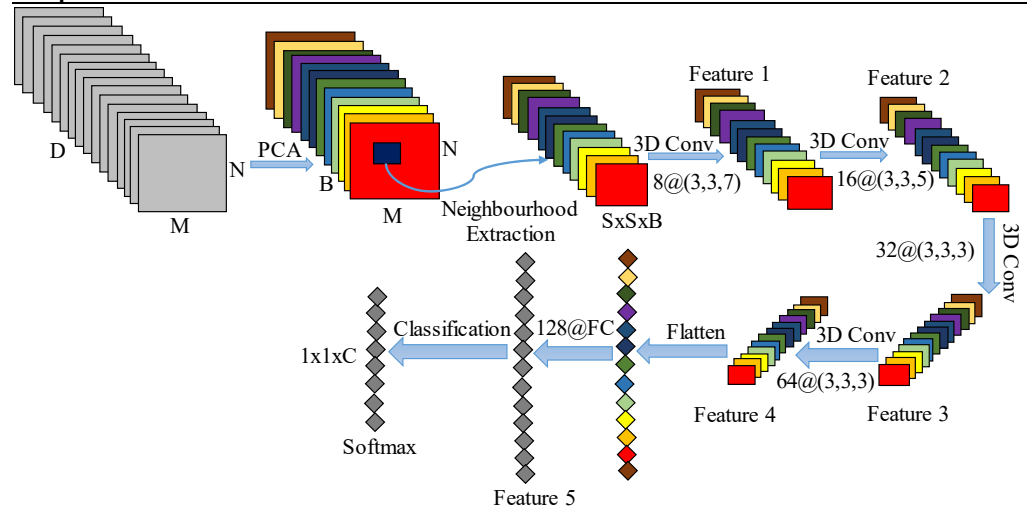 D
N
M
PCA
B
N
M
Neighbourhood
Extraction
SxSxB
3D Conv
8@(3,3,7)
Feature 1
3D Conv
16@(3,3,5)
Feature 2
3D Conv
32@(3,3,3)
Feature 3
3D Conv
64@(3,3,3)
Feature 4
Flatten
128@FC
Feature 5
Classification
1x1xC
Softmax